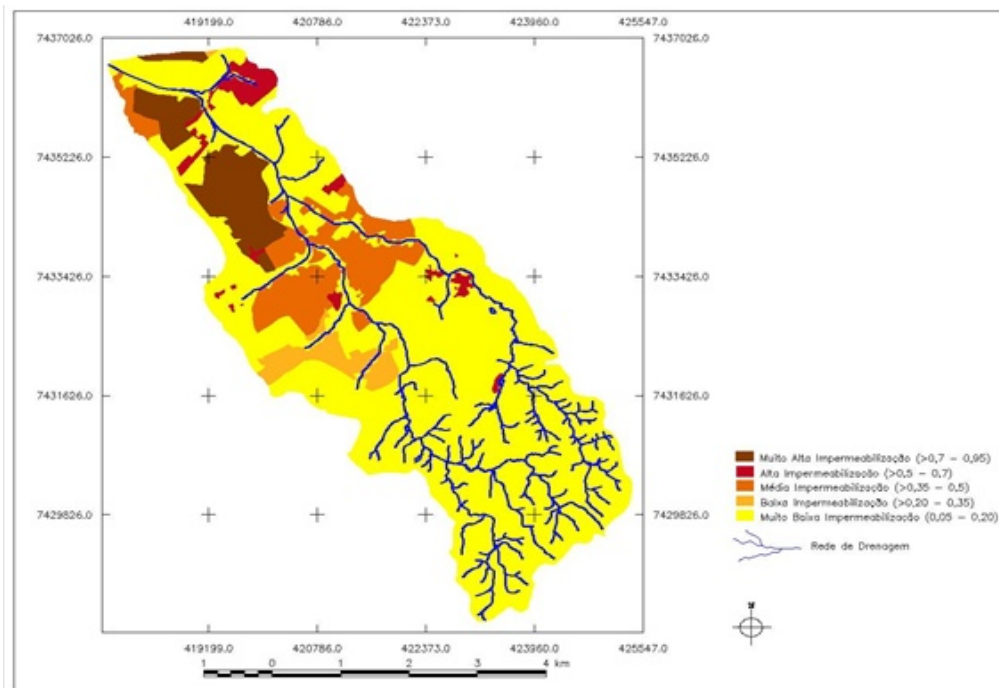 419199.0 420786.0 422373.0 423960.0 425547.0
7437026.0 7437026.0
7435226.0 7435226.0
7433426.0 7433426.0
7431626.0 7431626.0
Muito Alta Impermeabilização (>0,7 - 0,95)
Alta Impermeabilização (>0.5 - 0.7)
Média Impermeabilização (>0,35 - 0,5)
Baixa Impermeabilização (>0,20 - 0,35)
Muito Baixa Impermeabilização (0,05 - 0,20)
7429826.0 7429826.0
Rede de Drenagem
N
419199.0 420786.0 422373.0 423960.0 425547.0
1 0 1 2 3 4 km